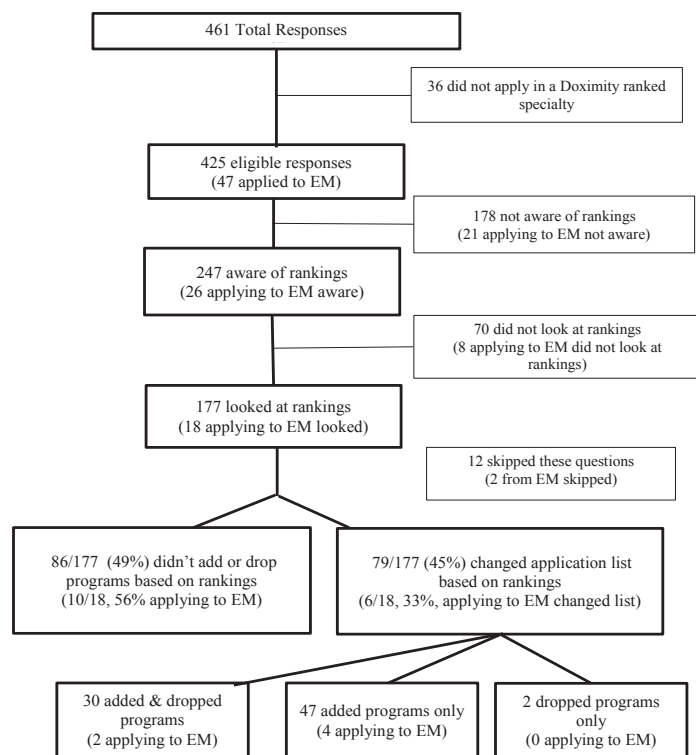 461 Total Responses
36 did not apply in a Doximity ranked
specialty
425 eligible responses
(47 applied to EM)
178 not aware of rankings
(21 applying to EM not aware)
247 aware of rankings
(26 applying to EM aware)
70 did not look at rankings
(8 applying to EM did not look at
rankings)
177 looked at rankings
(18 applying to EM looked)
12 skipped these questions
(2 from EM skipped)
86/177 (49%) didn't add or drop
programs based on rankings
(10/18, 56% applying to EM)
79/177 (45%) changed application list
based on rankings
(6/18, 33%, applying to EM changed list)
30 added & dropped
programs
(2 applying to EM)
47 added programs only
(4 applying to EM)
2 dropped programs
only
(0 applying to EM)